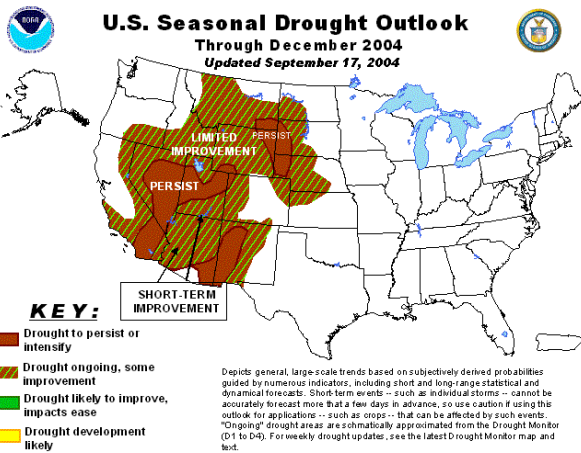 NOAA
U.S. Seasonal Drought Outlook
Through December 2004
Updated September 17, 2004
LIMITED
IMPROVEMENT
PERSIST
PERSIST
SHORT-TERM
IMPROVEMENT
KEY:
Drought to persist or
intensify
Drought ongoing, some
improvement
Drought likely to improve,
impacts ease
Drought development
likely
Depicts general, large-scale trends based on subjectively derived probabilities
guided by numerous indicators, including short and long-range statistical and
dynamical forecasts. Short-term events -- such as individual storms -- cannot be
accurately forecast more that a few days in advance, so use caution if using this
outlook for applications -- such as crops -- that can be affected by such events.
"Ongoing" drought areas are schmatically approximated from the Drought Monitor
(D1 to D4). For weekly drought updates, see the latest Drought Monitor map and
text.